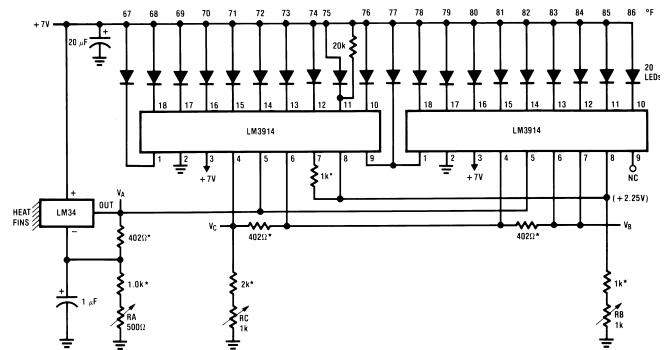 67 68 69 70 71 72 73 74 75 76 77 78 79 80 81 82 83 84 85 86 °F
+7V
20 µF
+
20k
20
LEDs
18 17 16 15 14 13 12 11 10 18 17 16 15 14 13 12 11 10
LM3914 LM3914
1 2 3 4 5 6 7 8 9 1 2 3 4 5 6 7 8 9
+7V +7V NC
1k*
+ VA
LM34 OUT (+2.25V)
HEAT
FINS
−
402Ω* VC 402Ω* 402Ω* VB
+
1 µF
1.0k* 2k* 1k*
RA
500Ω
RC
1k
RB
1k